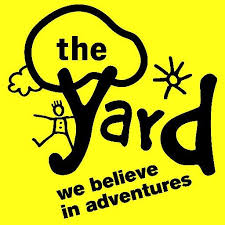 the
yard
we believe
in adventures